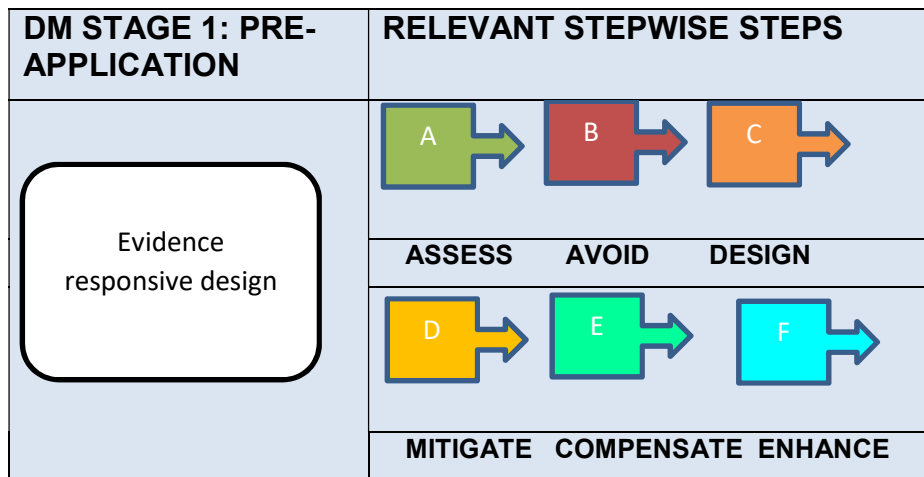 DM STAGE 1: PRE-
APPLICATION
RELEVANT STEPWISE STEPS
Evidence
responsive design
A B C
ASSESS AVOID DESIGN
D E F
MITIGATE COMPENSATE ENHANCE